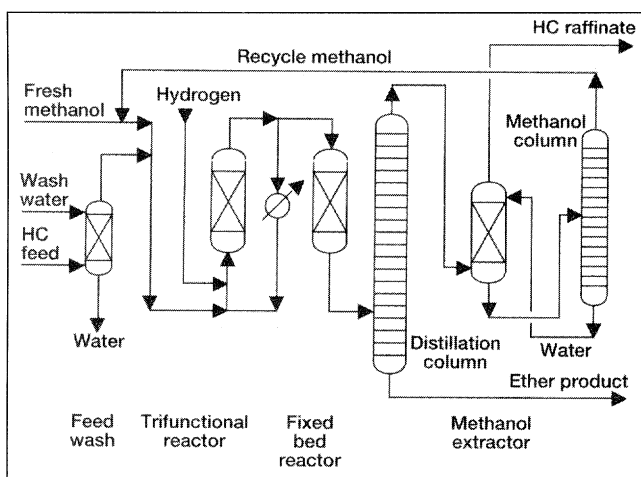 HC raffinate
Recycle methanol
Fresh
methanol
Hydrogen
Methanol
column
Wash
water
HC
feed
Water
Distillation
column
Water
Ether product
Feed
wash
Trifunctional
reactor
Fixed
bed
reactor
Methanol
extractor